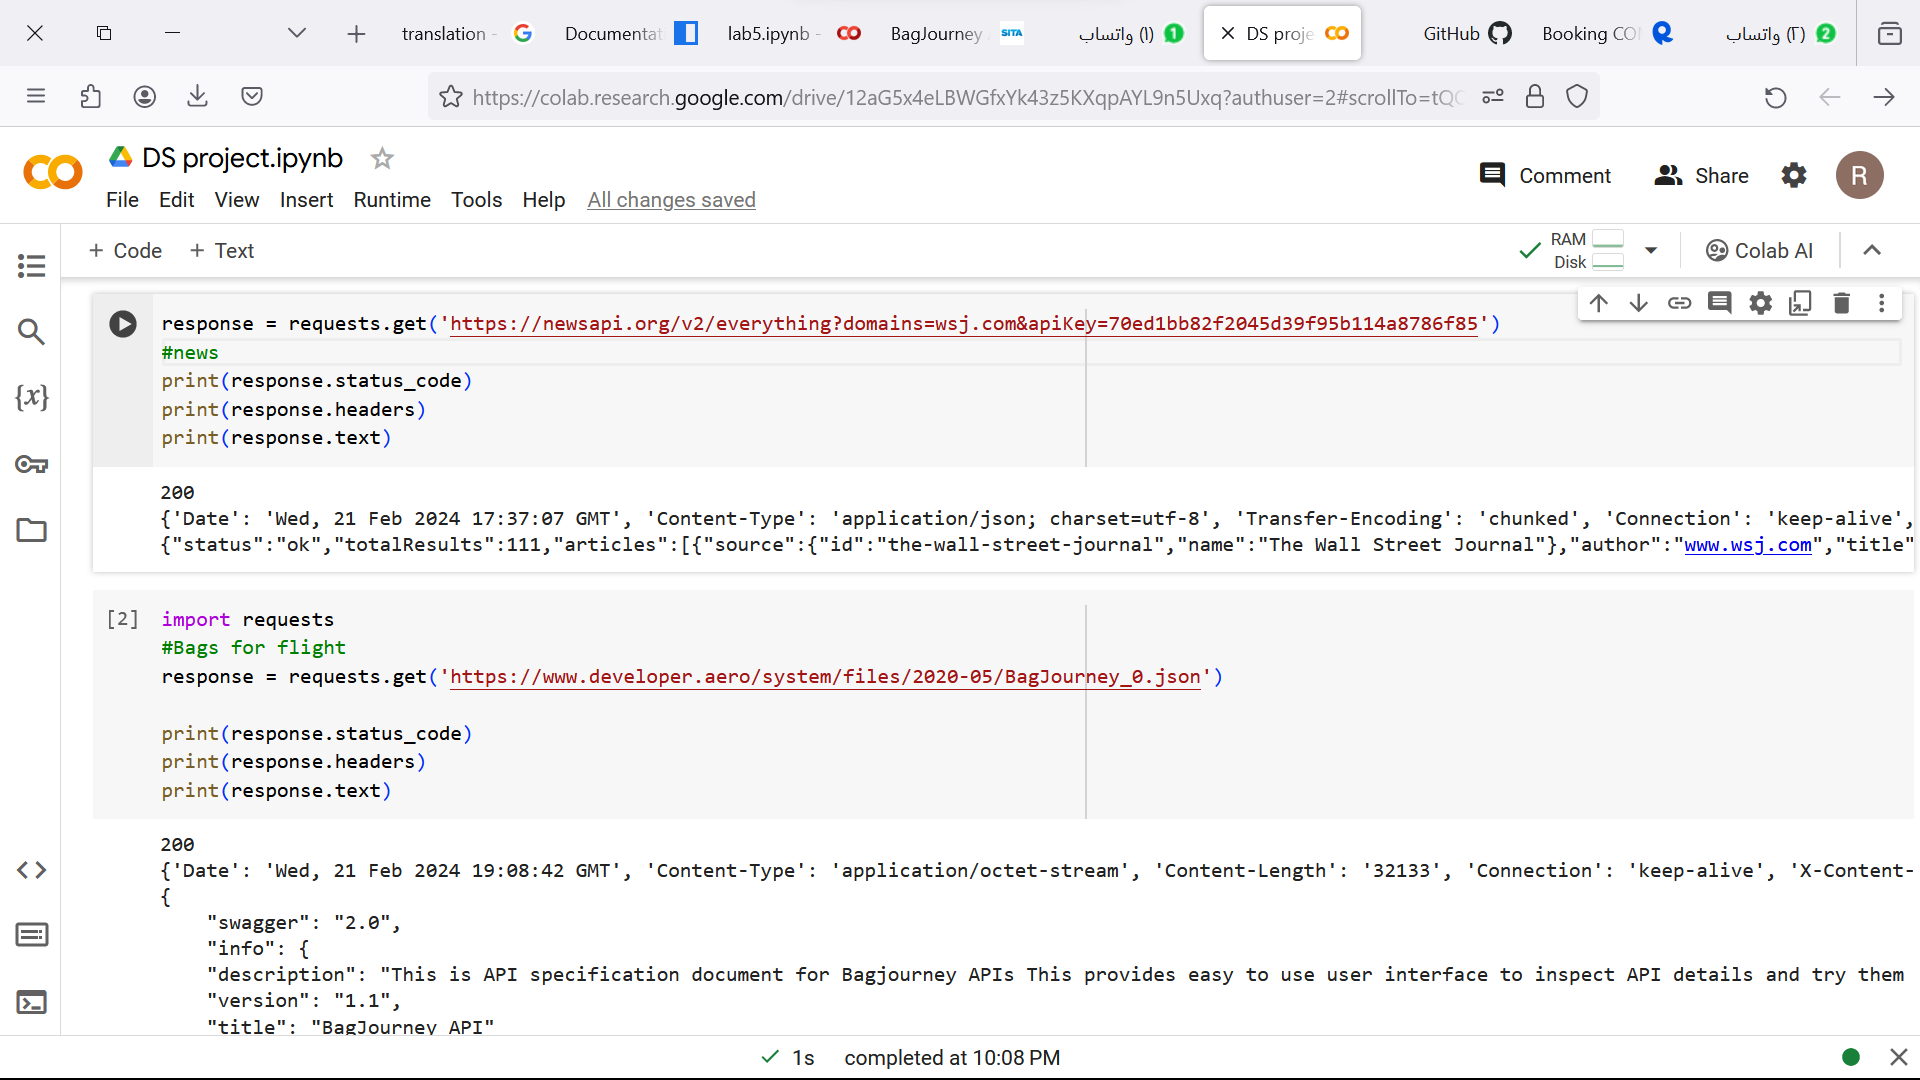 translation -
Documentat
lab5.ipynb -
BagJourney
SITA
واتساب (١)
1
DS proje
GitHub
Booking CO
واتساب (٢)
2
https://colab.research.google.com/drive/12aG5x4eLBWGfxYk43z5KXqpAYL9n5Uxq?authuser=2#scrollTo=tQ
DS project.ipynb
Comment
Share
R
File Edit View Insert Runtime Tools Help All changes saved
+ Code + Text
RAM
Disk
Colab AI
response = requests.get('https://newsapi.org/v2/everything?domains=wsj.com&apiKey=70ed1bb82f2045d39f95b114a8786f85')
#news
print(response.status_code)
print(response.headers)
print(response.text)
{x}
200
{'Date': 'Wed, 21 Feb 2024 17:37:07 GMT', 'Content-Type': 'application/json; charset=utf-8', 'Transfer-Encoding': 'chunked', 'Connection': 'keep-alive',
{"status":"ok","totalResults":111,"articles":[{"source":{"id":"the-wall-street-journal","name":"The Wall Street Journal"},"author":"www.wsj.com","title"
[2]
import requests
#Bags for flight
response = requests.get('https://www.developer.aero/system/files/2020-05/BagJourney_0.json')
print(response.status_code)
print(response.headers)
print(response.text)
200
{'Date': 'Wed, 21 Feb 2024 19:08:42 GMT', 'Content-Type': 'application/octet-stream', 'Content-Length': '32133', 'Connection': 'keep-alive', 'X-Content-
{
"swagger": "2.0",
"info": {
"description": "This is API specification document for Bagjourney APIs This provides easy to use user interface to inspect API details and try them
"version": "1.1",
"title": "BagJourney API"
1s completed at 10:08 PM